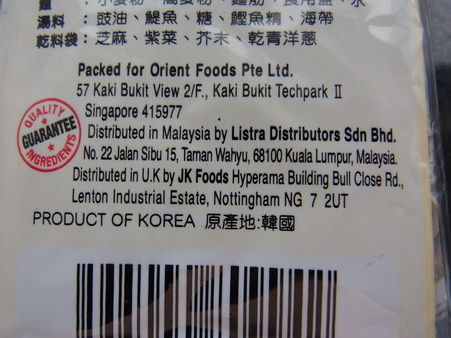 湯料：豉油、鰹魚、糖、鰹魚精、海帶
乾料袋：芝麻、紫菜、芥末、乾青洋葱
Packed for Orient Foods Pte Ltd.
57 Kaki Bukit View 2/F., Kaki Bukit Techpark II
Singapore 415977
Distributed in Malaysia by Listra Distributors Sdn Bhd.
No. 22 Jalan Sibu 15, Taman Wahyu, 68100 Kuala Lumpur, Malaysia.
Distributed in U.K by JK Foods Hyperama Building Bull Close Rd.,
Lenton Industrial Estate, Nottingham NG 7 2UT
QUALITY
GUARANTEE
INGREDIENTS
PRODUCT OF KOREA 原產地:韓國